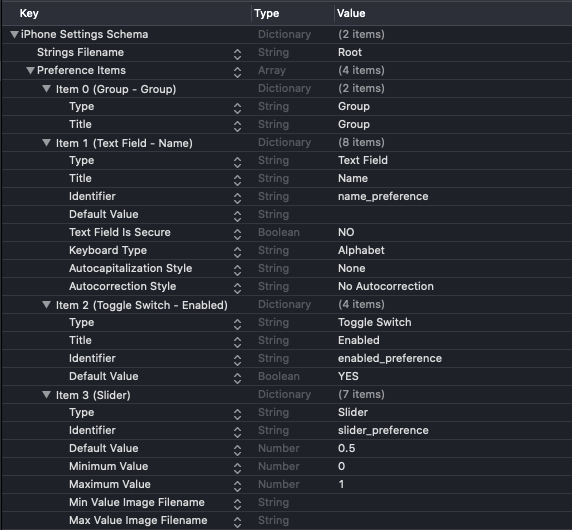 Key Type Value
iPhone Settings Schema Dictionary (2 items)
Strings Filename String Root
Preference Items Array (4 items)
Item 0 (Group - Group) Dictionary (2 items)
Type String Group
Title String Group
Item 1 (Text Field - Name) Dictionary (8 items)
Type String Text Field
Title String Name
Identifier String name_preference
Default Value String
Text Field Is Secure Boolean NO
Keyboard Type String Alphabet
Autocapitalization Style String None
Autocorrection Style String No Autocorrection
Item 2 (Toggle Switch - Enabled) Dictionary (4 items)
Type String Toggle Switch
Title String Enabled
Identifier String enabled_preference
Default Value Boolean YES
Item 3 (Slider) Dictionary (7 items)
Type String Slider
Identifier String slider_preference
Default Value Number 0.5
Minimum Value Number 0
Maximum Value Number 1
Min Value Image Filename String
Max Value Image Filename String